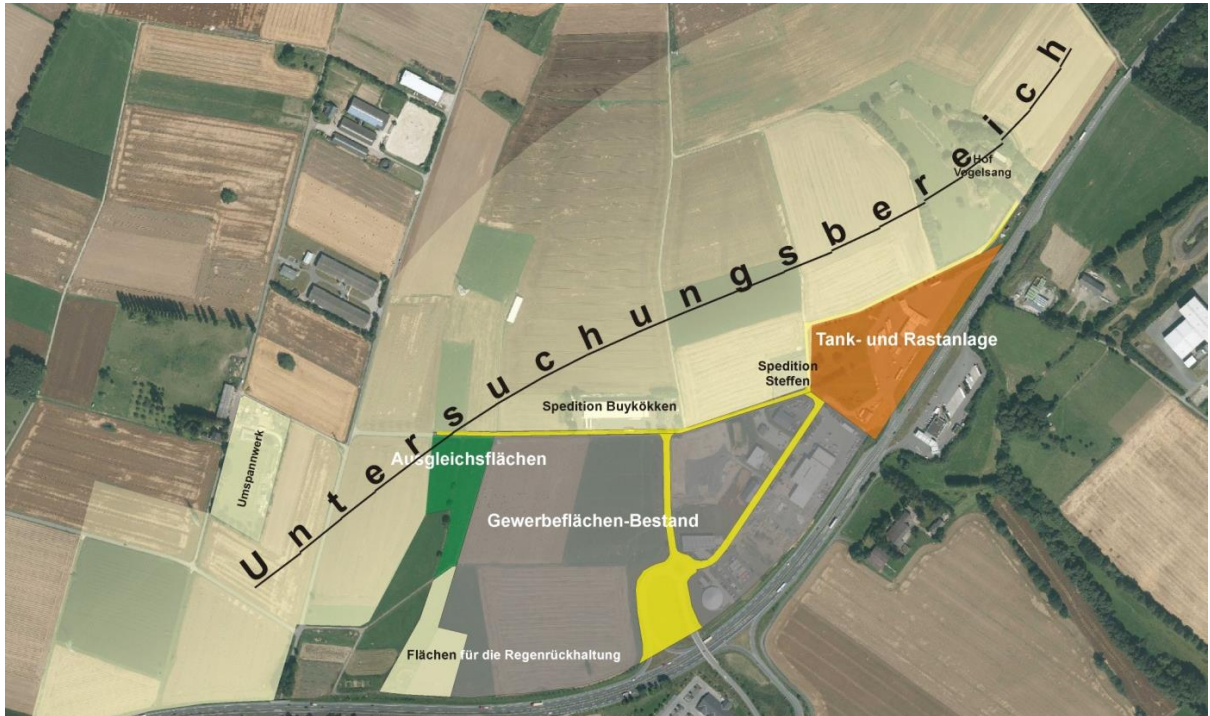 Untersuchungsbereich
Hof
Vogelsang
Tank- und Rastanlage
Spedition
Steffen
Spedition Buykökken
Ausgleichsflächen
Umspannwerk
Gewerbeflächen-Bestand
Flächen für die Regenrückhaltung